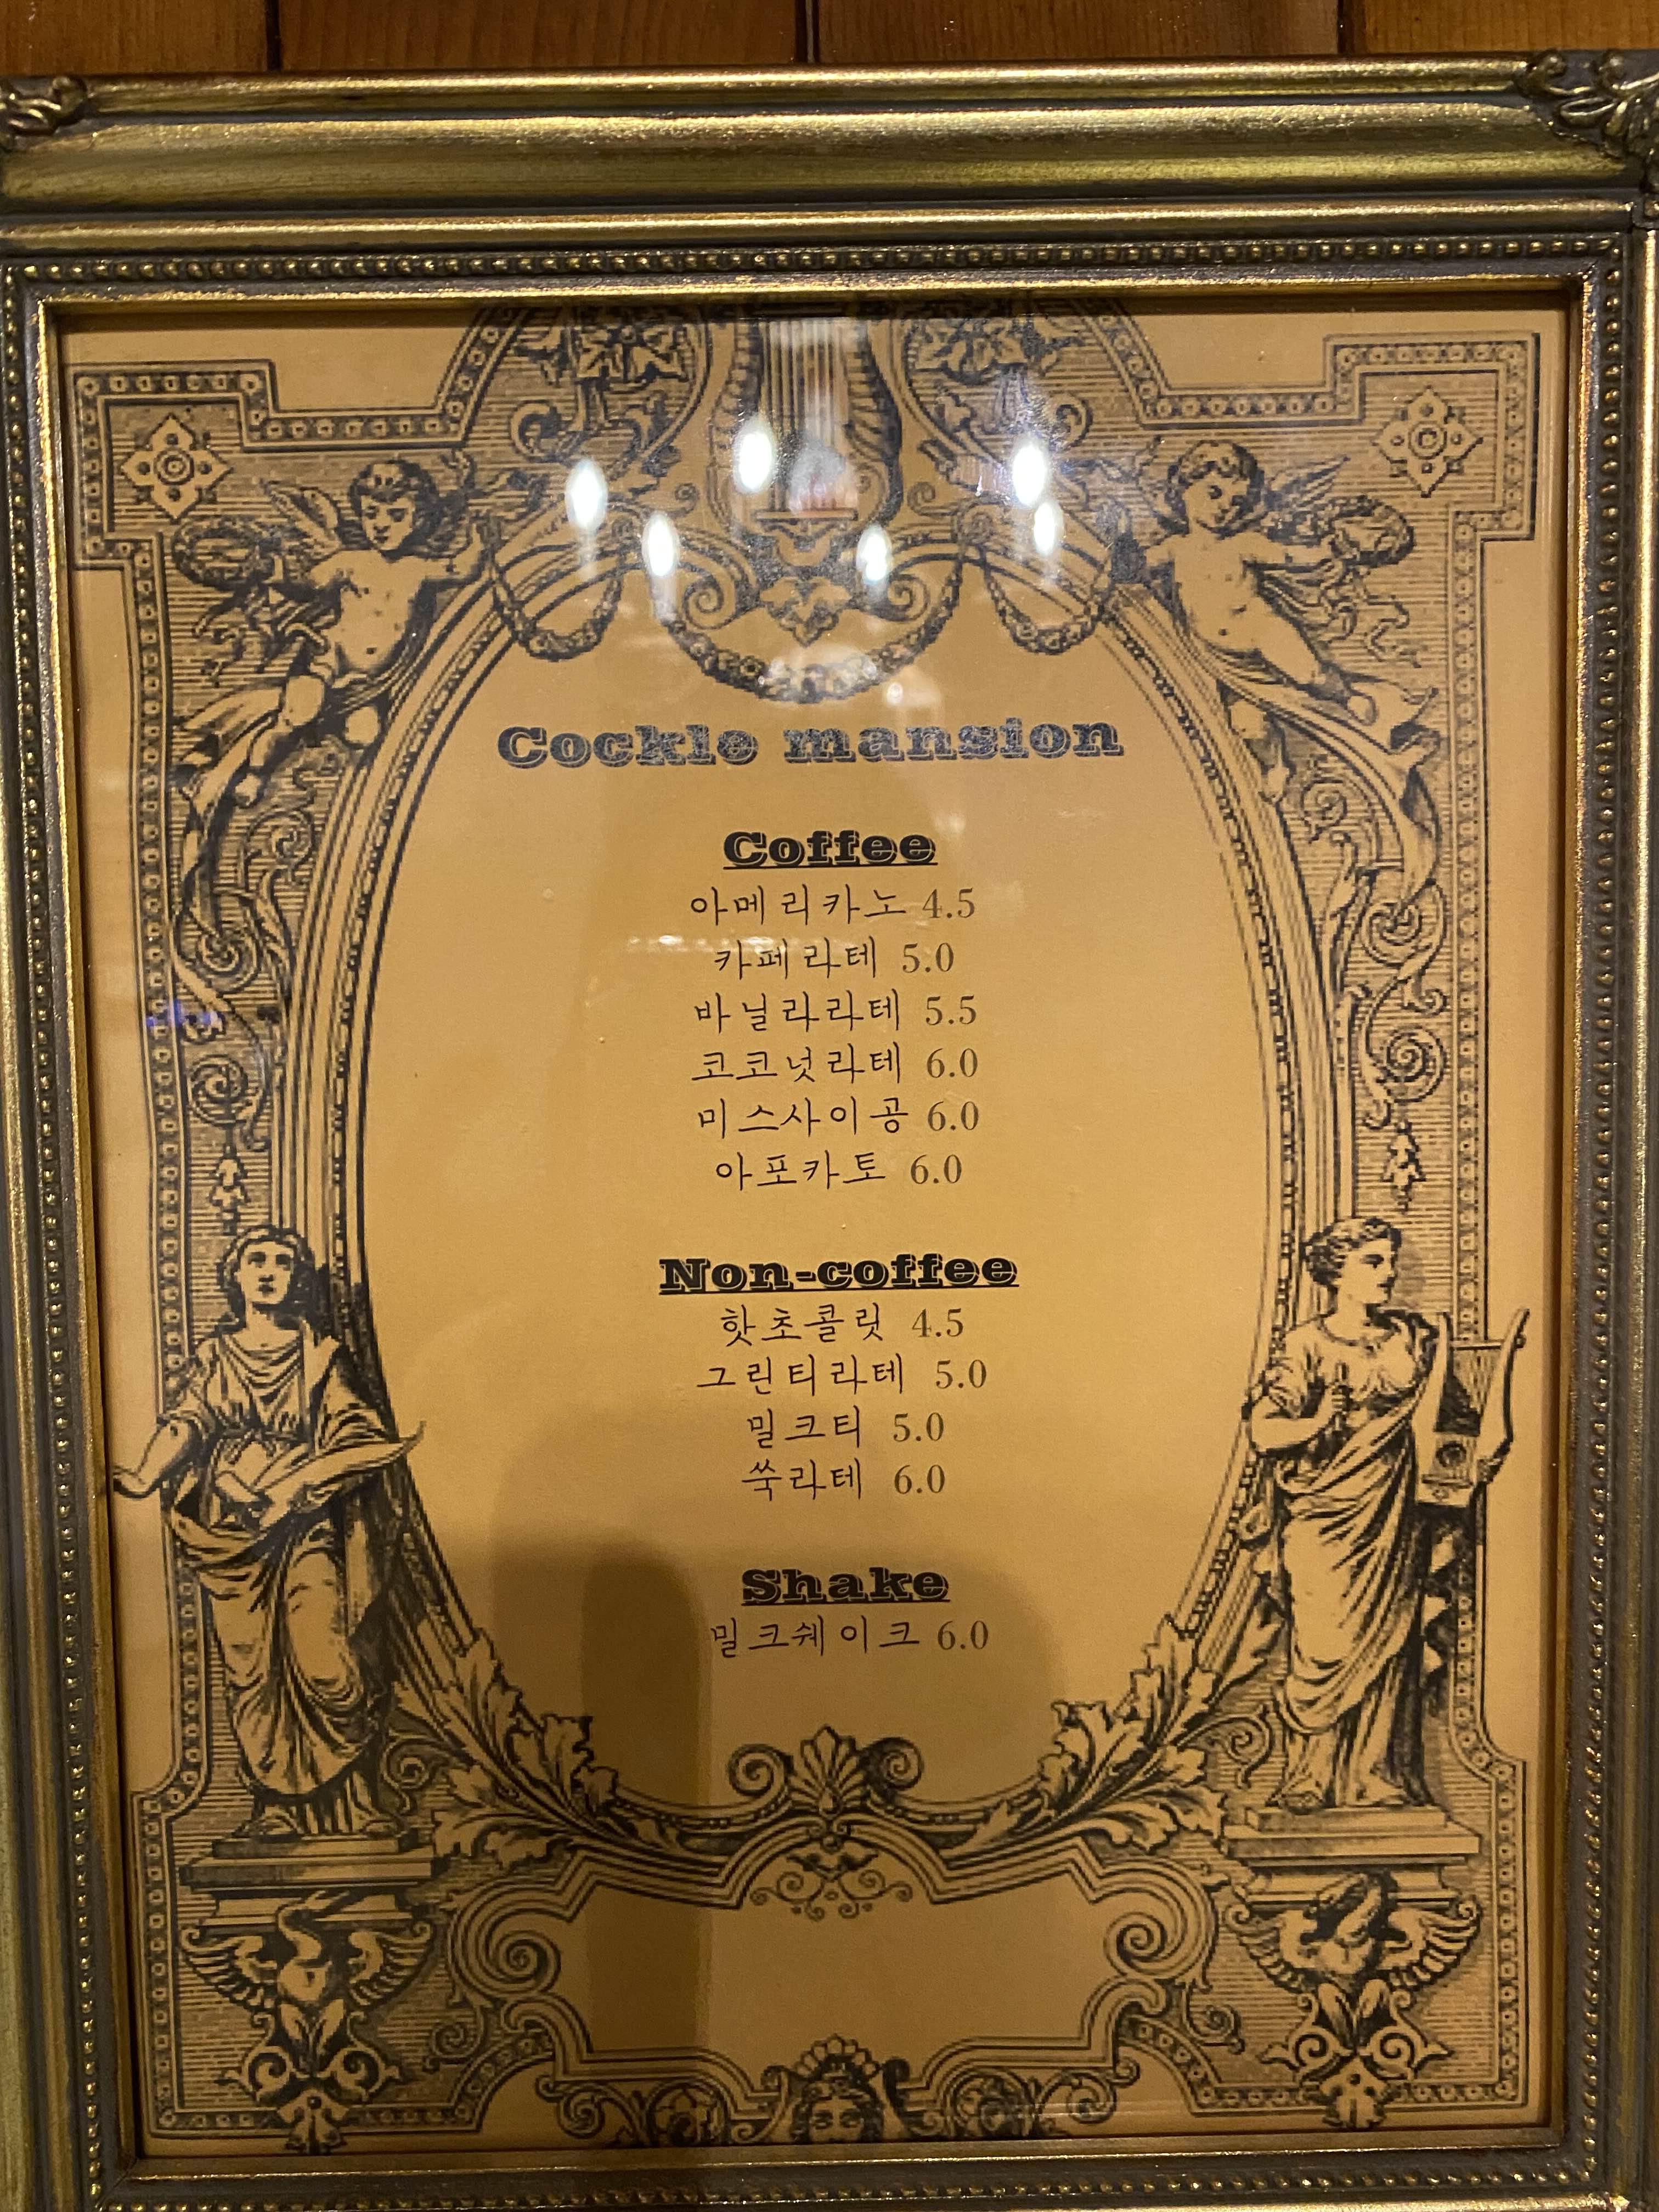 Cockle mansion
Coffee
아메리카노 4.5
카페라테 5.0
바닐라라테 5.5
코코넛라테 6.0
미스사이공 6.0
아포카토 6.0
Non-coffee
핫초콜릿 4.5
그린티라테 5.0
밀크티 5.0
쑥라테 6.0
Shake
밀크쉐이크 6.0